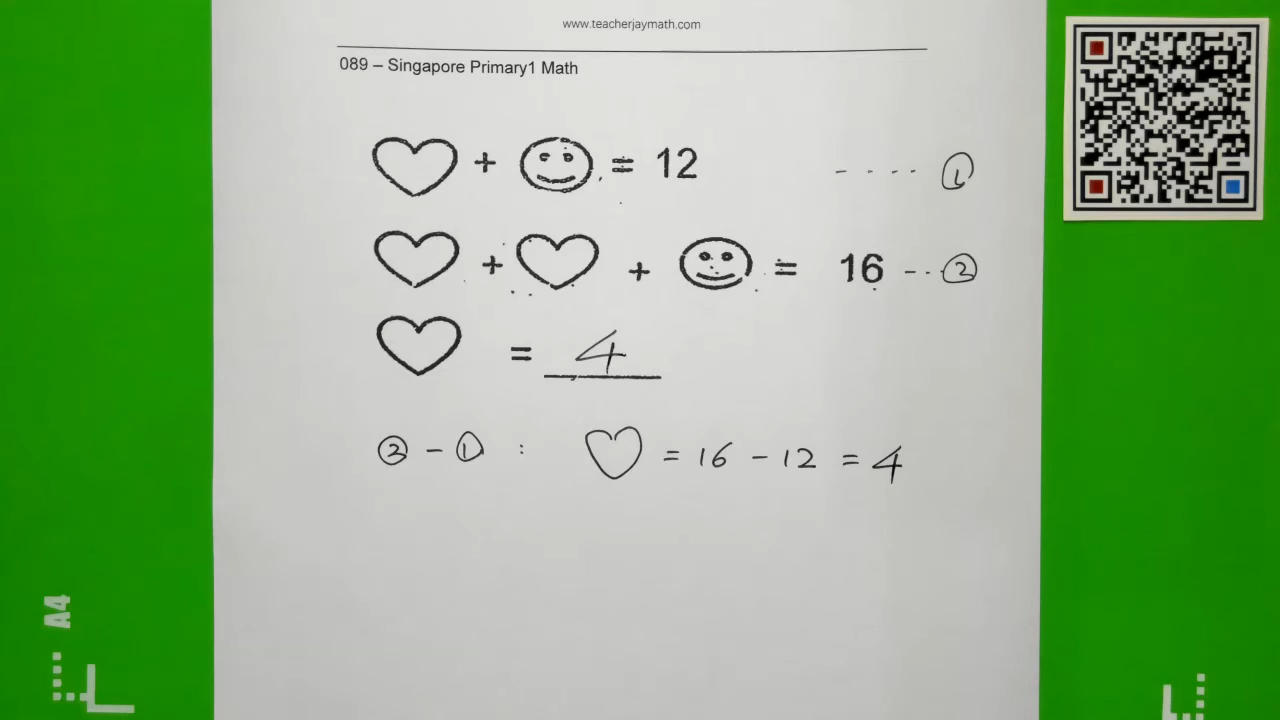 www.teacherjaymath.com
089 – Singapore Primary1 Math
♡ + ☺ = 12 - - - - ①
♡ + ♡ + ☺ = 16 - - - ②
♡ = 4
② - ① : ♡ = 16 - 12 = 4
A4